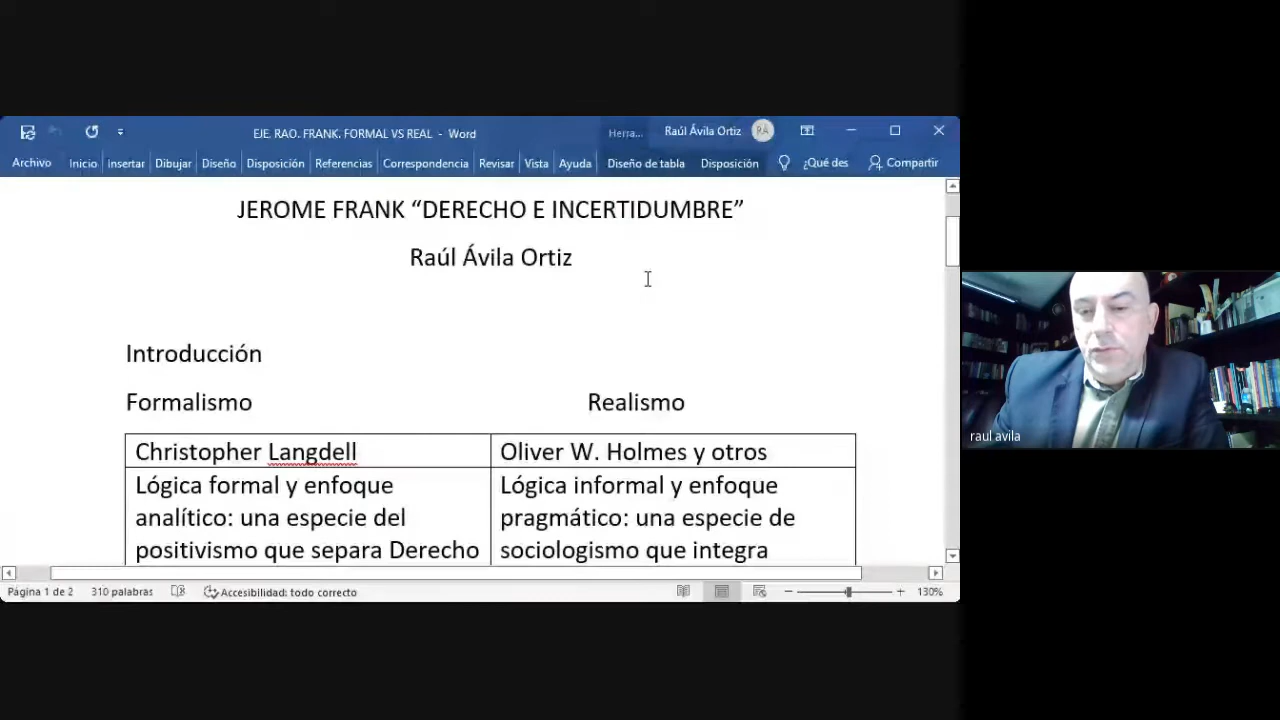 EJE. RAO. FRANK. FORMAL VS REAL - Word
Herra...
Raúl Ávila Ortiz
RÁ
Archivo Inicio Insertar Dibujar Diseño Disposición Referencias Correspondencia Revisar Vista Ayuda Diseño de tabla Disposición ¿Qué des Compartir
JEROME FRANK “DERECHO E INCERTIDUMBRE”
Raúl Ávila Ortiz
Introducción
Formalismo
Realismo
Christopher Langdell
Oliver W. Holmes y otros
Lógica formal y enfoque
analítico: una especie del
positivismo que separa Derecho
Lógica informal y enfoque
pragmático: una especie de
sociologismo que integra
Página 1 de 2 310 palabras Accesibilidad: todo correcto 130%
raul avila